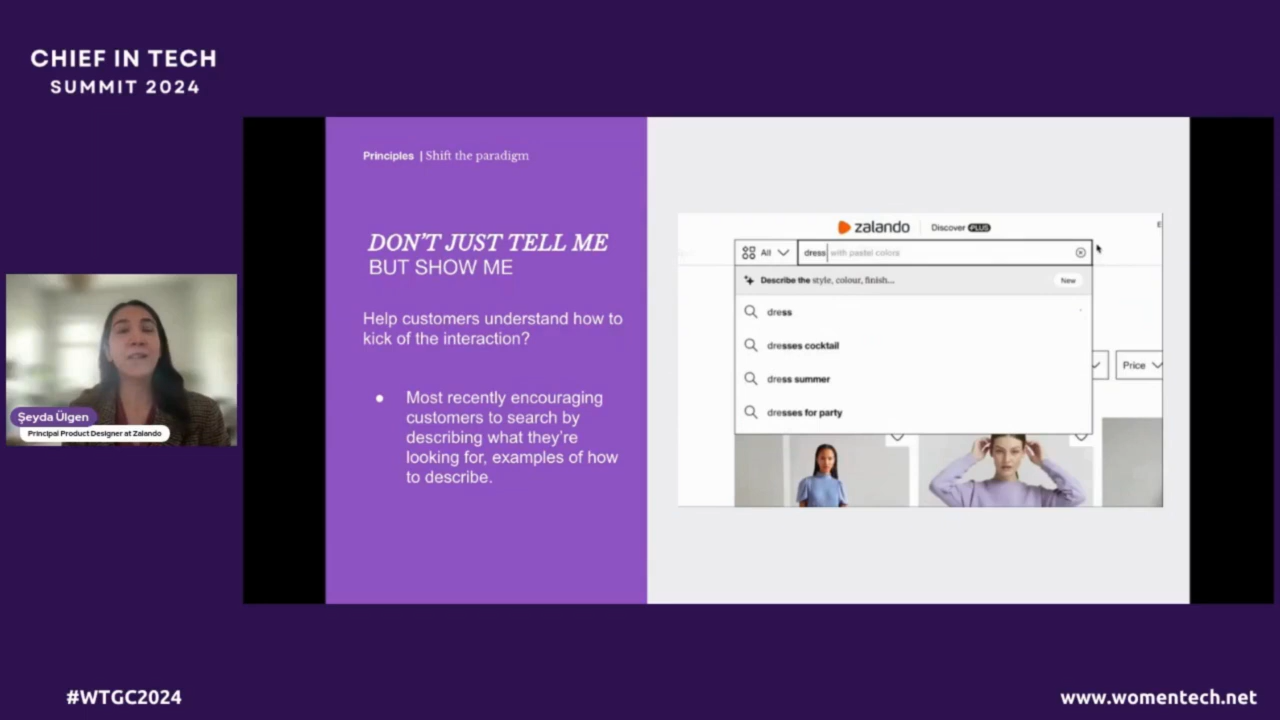 CHIEF IN TECH
SUMMIT 2024
Principles | Shift the paradigm
DON'T JUST TELL ME
BUT SHOW ME
Help customers understand how to
kick of the interaction?
● Most recently encouraging
customers to search by
describing what they're
looking for, examples of how
to describe.
zalando Discover PLUS
E
All dress with pastel colors
Describe the style, colour, finish... New
dress
dresses cocktail
dress summer
dresses for party
Price
Şeyda Ülgen
Principal Product Designer at Zalando
#WTGC2024
www.womentech.net